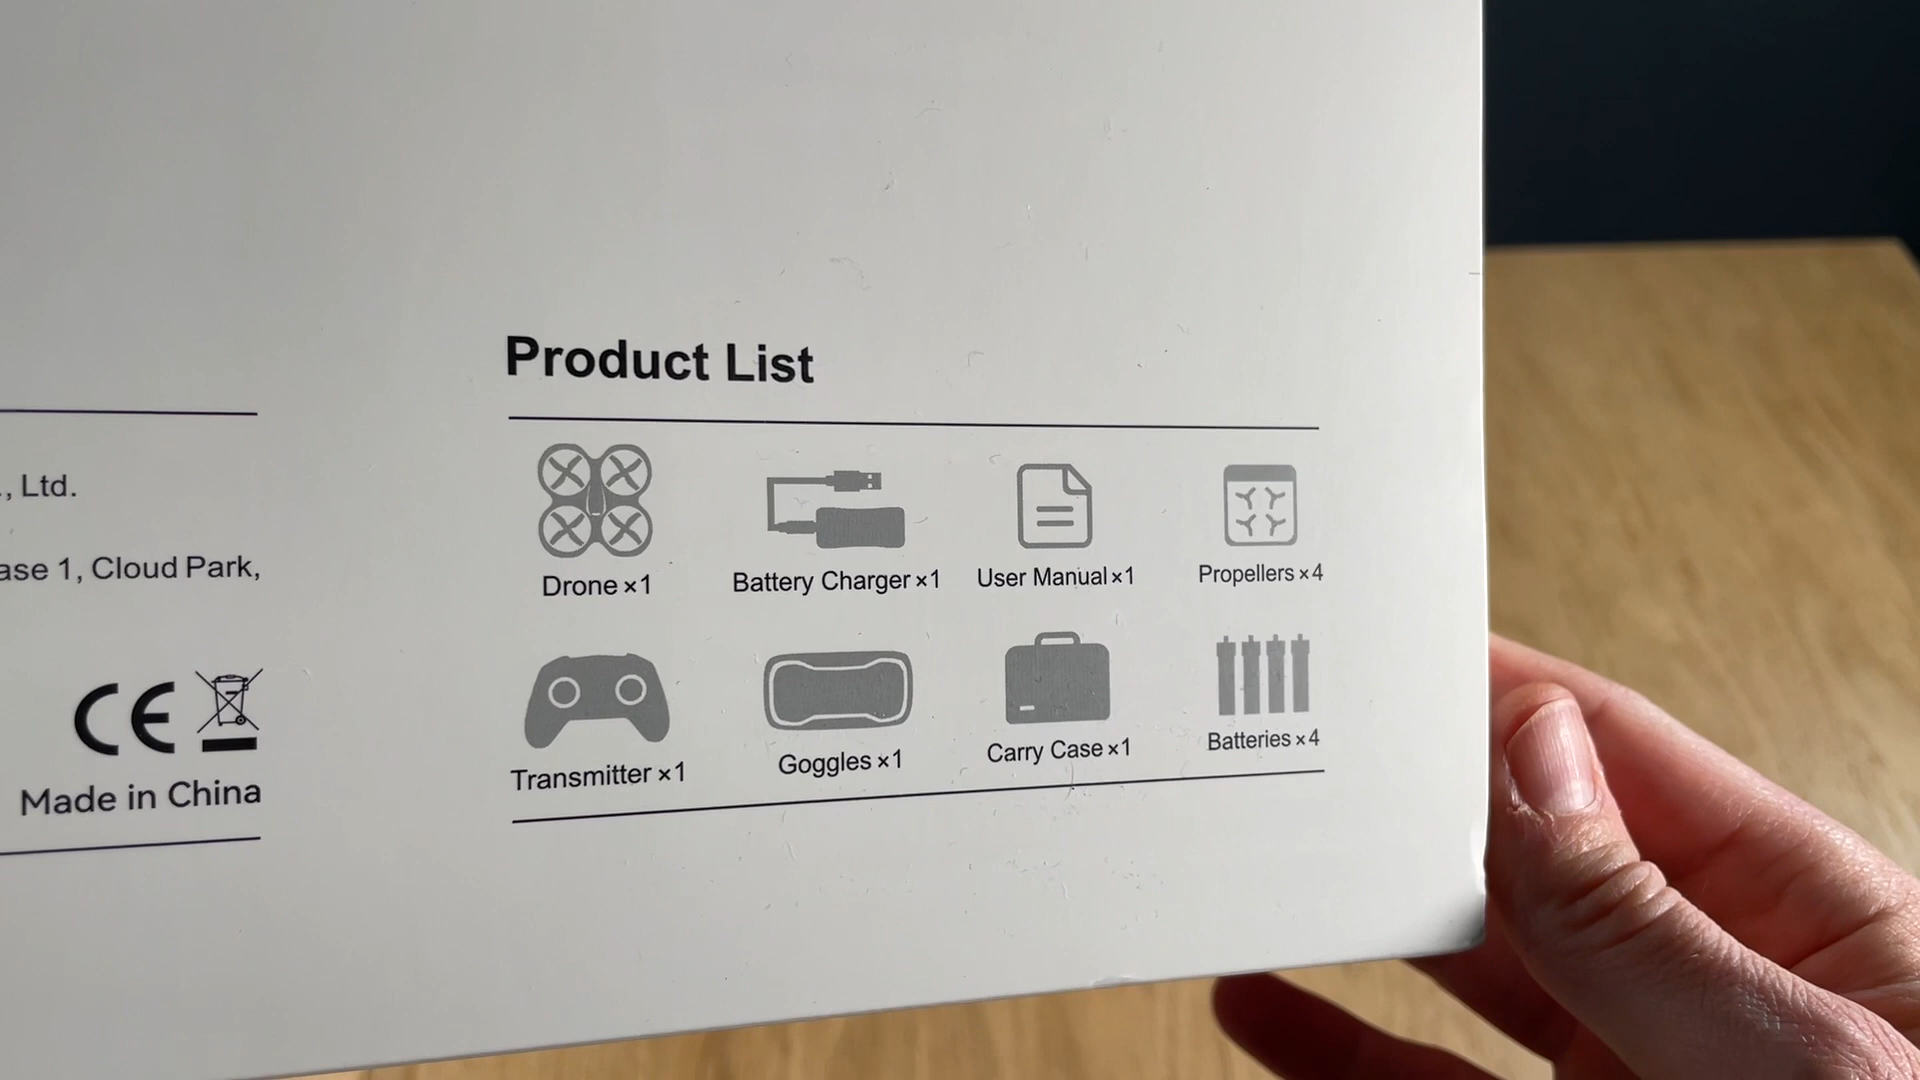 ., Ltd.
ase 1, Cloud Park,
CE
Made in China
Product List
Drone ×1
Battery Charger ×1
User Manual ×1
Propellers ×4
Transmitter ×1
Goggles ×1
Carry Case ×1
Batteries ×4